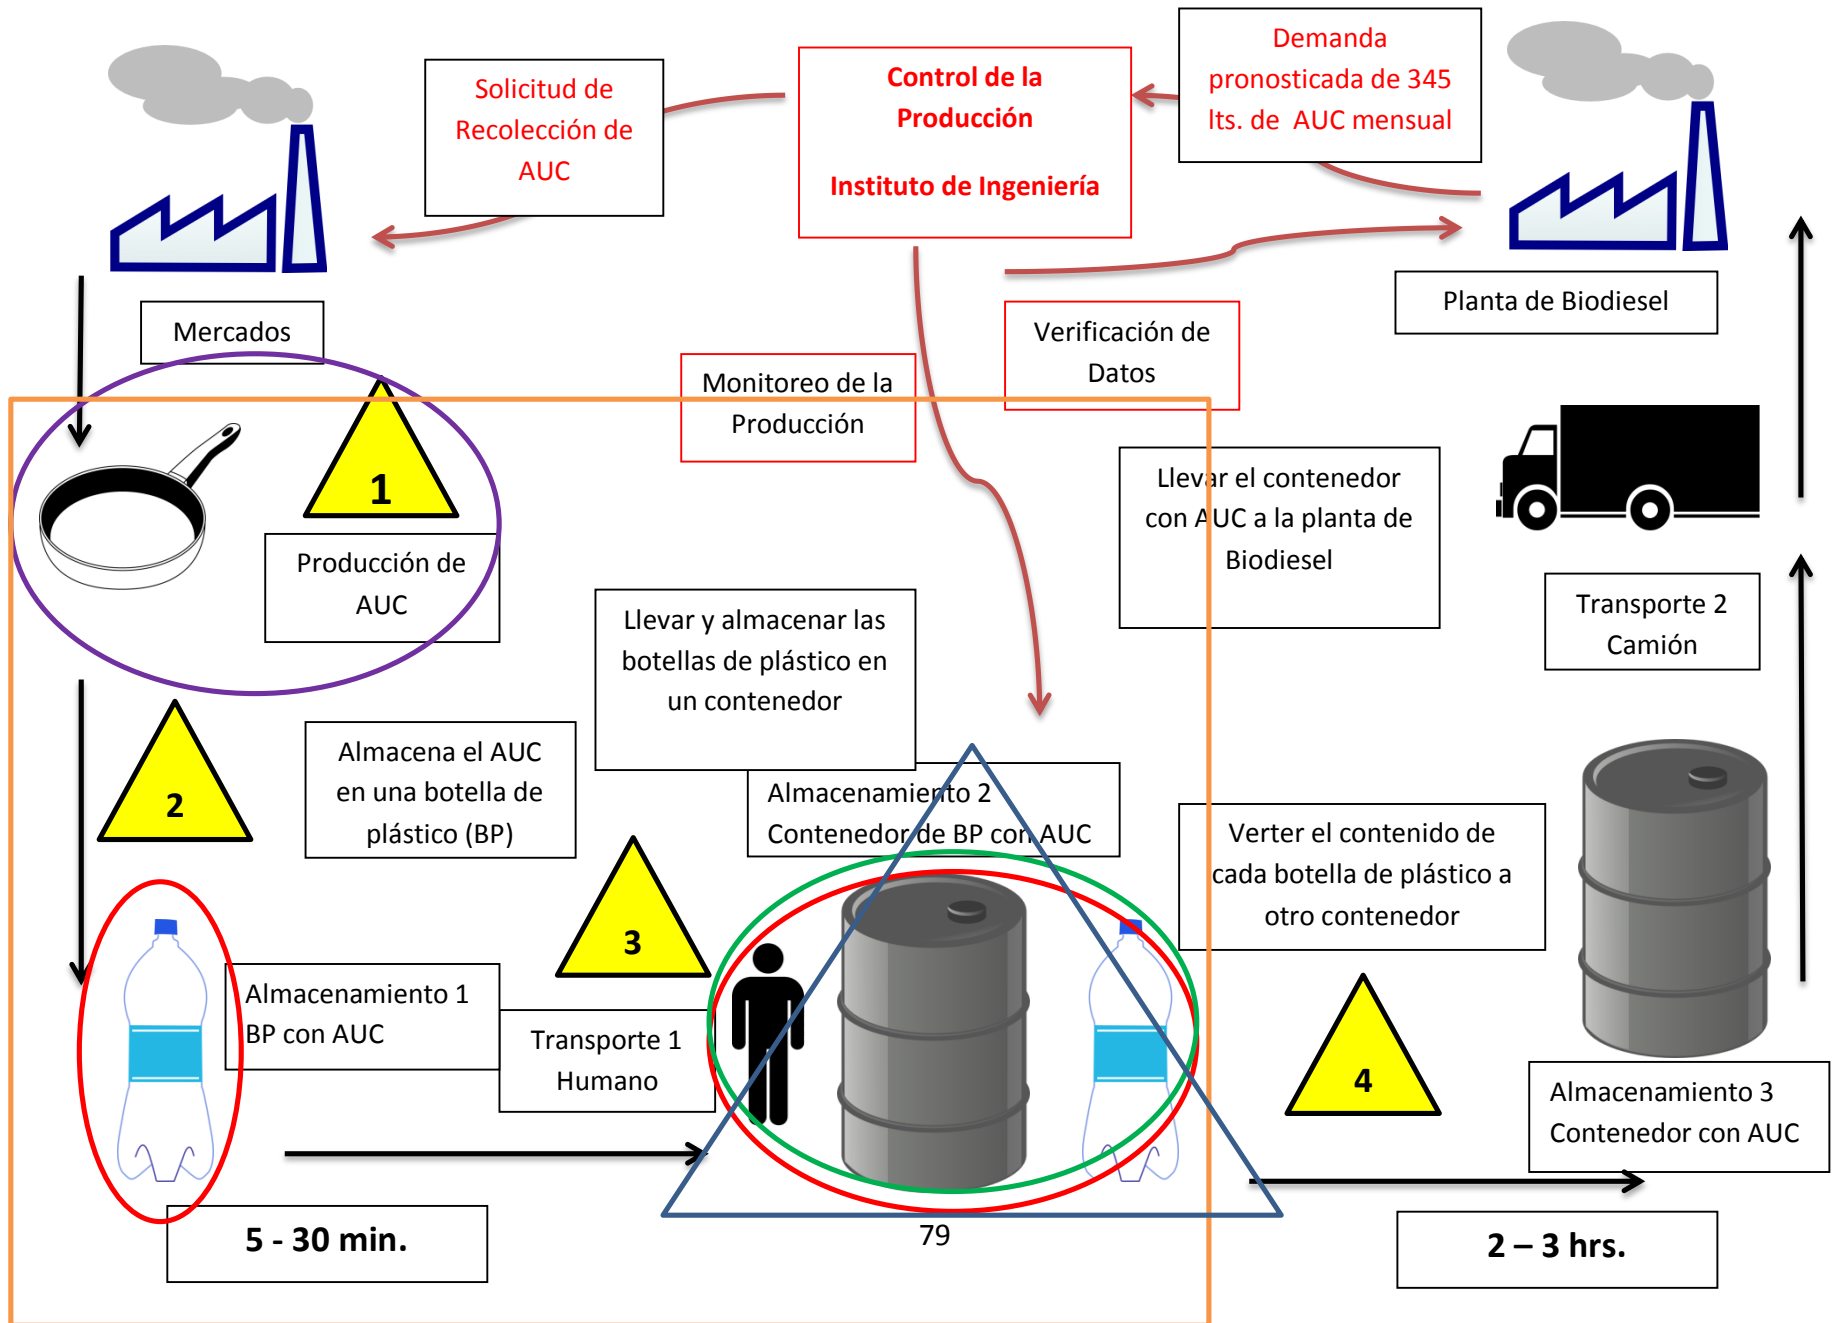 Solicitud de
Recolección de
AUC
Control de la
Producción
Instituto de Ingeniería
Demanda
pronosticada de 345
lts. de AUC mensual
Mercados
Planta de Biodiesel
Verificación de
Datos
Monitoreo de la
Producción
1
Producción de
AUC
Llevar el contenedor
con AUC a la planta de
Biodiesel
Transporte 2
Camión
Llevar y almacenar las
botellas de plástico en
un contenedor
2
Almacena el AUC
en una botella de
plástico (BP)
Almacenamiento 2
Contenedor de BP con AUC
Verter el contenido de
cada botella de plástico a
otro contenedor
3
Almacenamiento 1
BP con AUC
Transporte 1
Humano
4
Almacenamiento 3
Contenedor con AUC
5 - 30 min.
79
2 – 3 hrs.